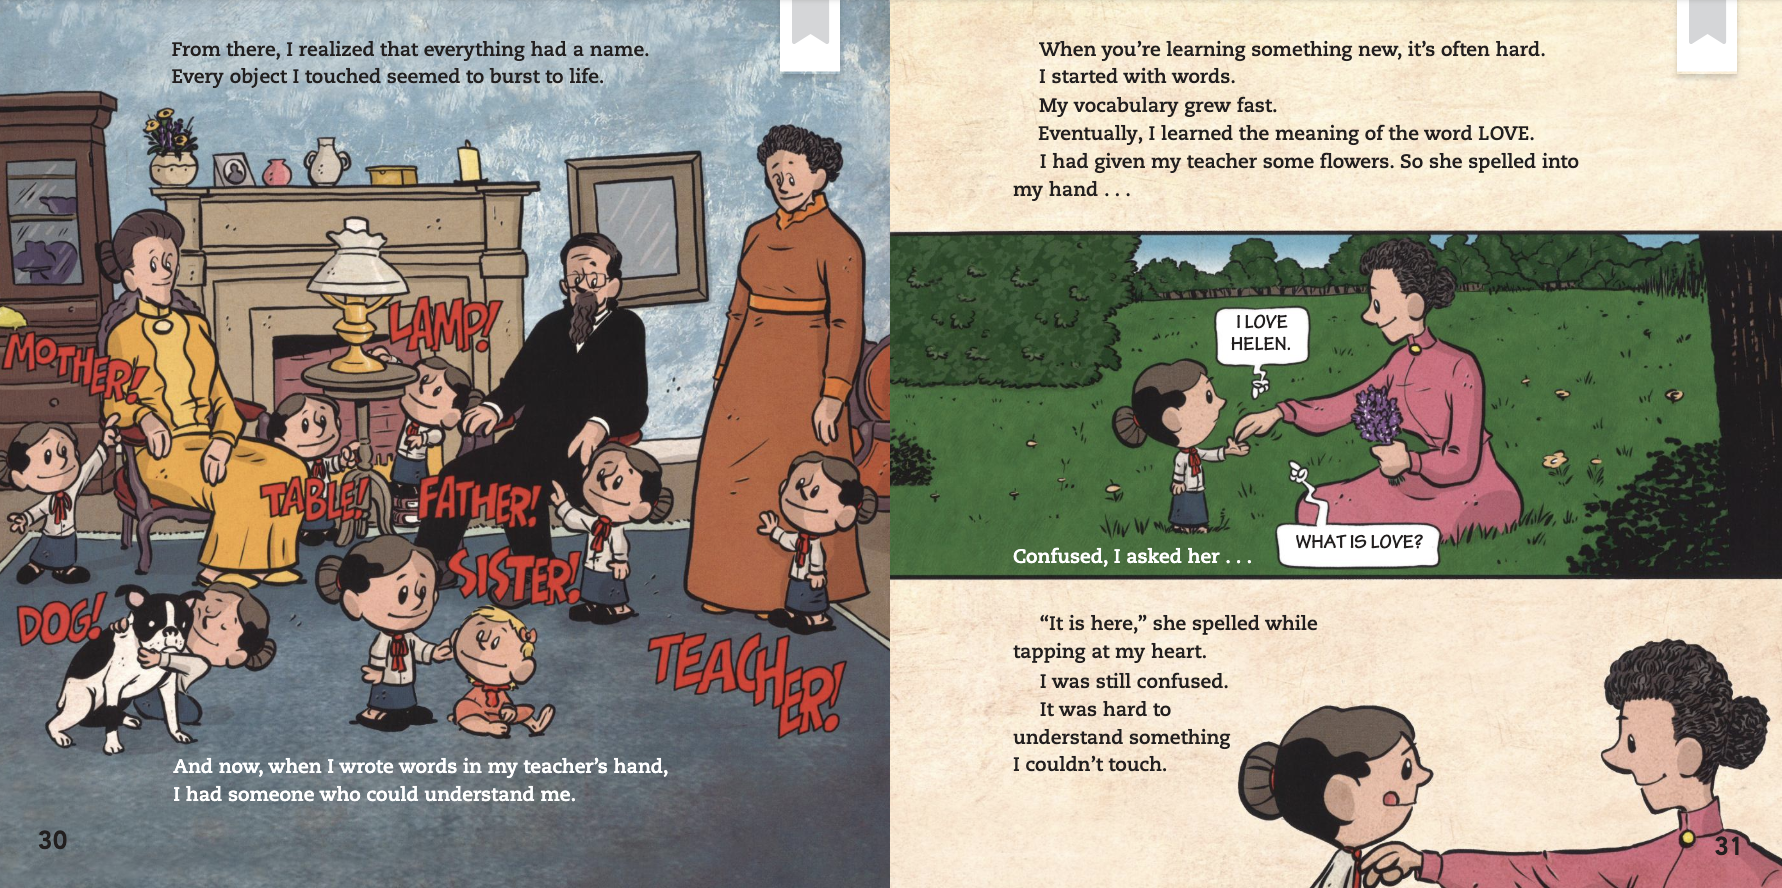 From there, I realized that everything had a name.
Every object I touched seemed to burst to life.
MOTHER!
LAMP!
TABLE!
FATHER!
SISTER!
DOG!
TEACHER!
And now, when I wrote words in my teacher’s hand,
I had someone who could understand me.
30
When you’re learning something new, it’s often hard.
I started with words.
My vocabulary grew fast.
Eventually, I learned the meaning of the word LOVE.
I had given my teacher some flowers. So she spelled into
my hand . . .
I LOVE
HELEN.
WHAT IS LOVE?
Confused, I asked her . . .
“It is here,” she spelled while
tapping at my heart.
I was still confused.
It was hard to
understand something
I couldn’t touch.
31